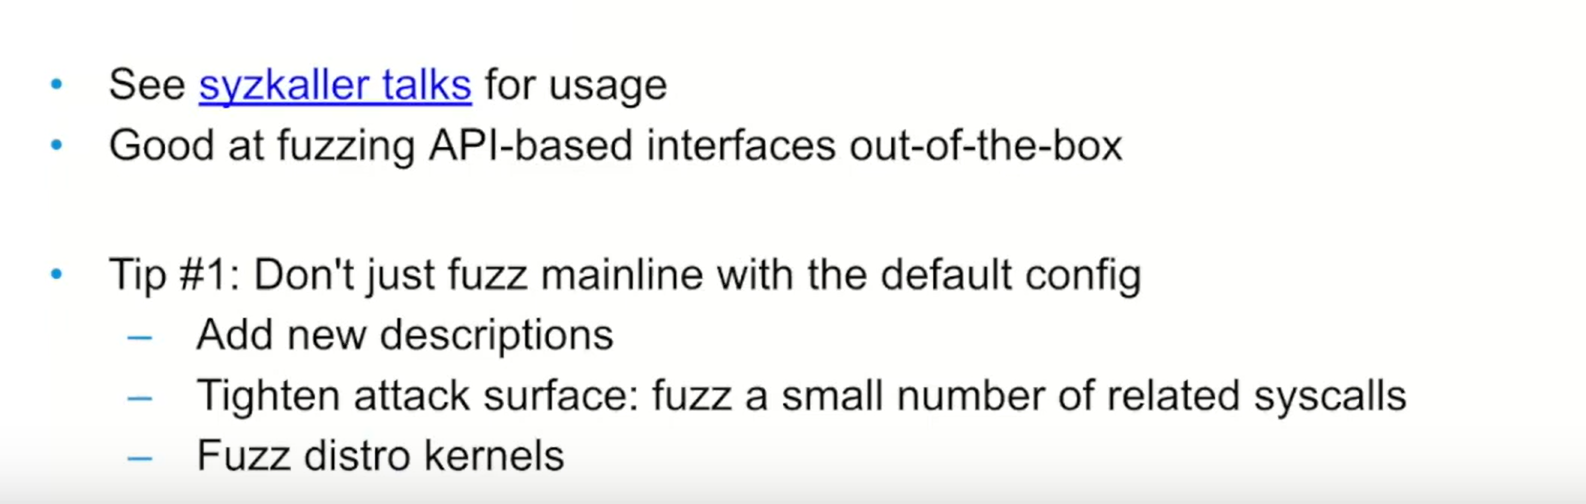 • See syzkaller talks for usage
• Good at fuzzing API-based interfaces out-of-the-box
• Tip #1: Don't just fuzz mainline with the default config
– Add new descriptions
– Tighten attack surface: fuzz a small number of related syscalls
– Fuzz distro kernels